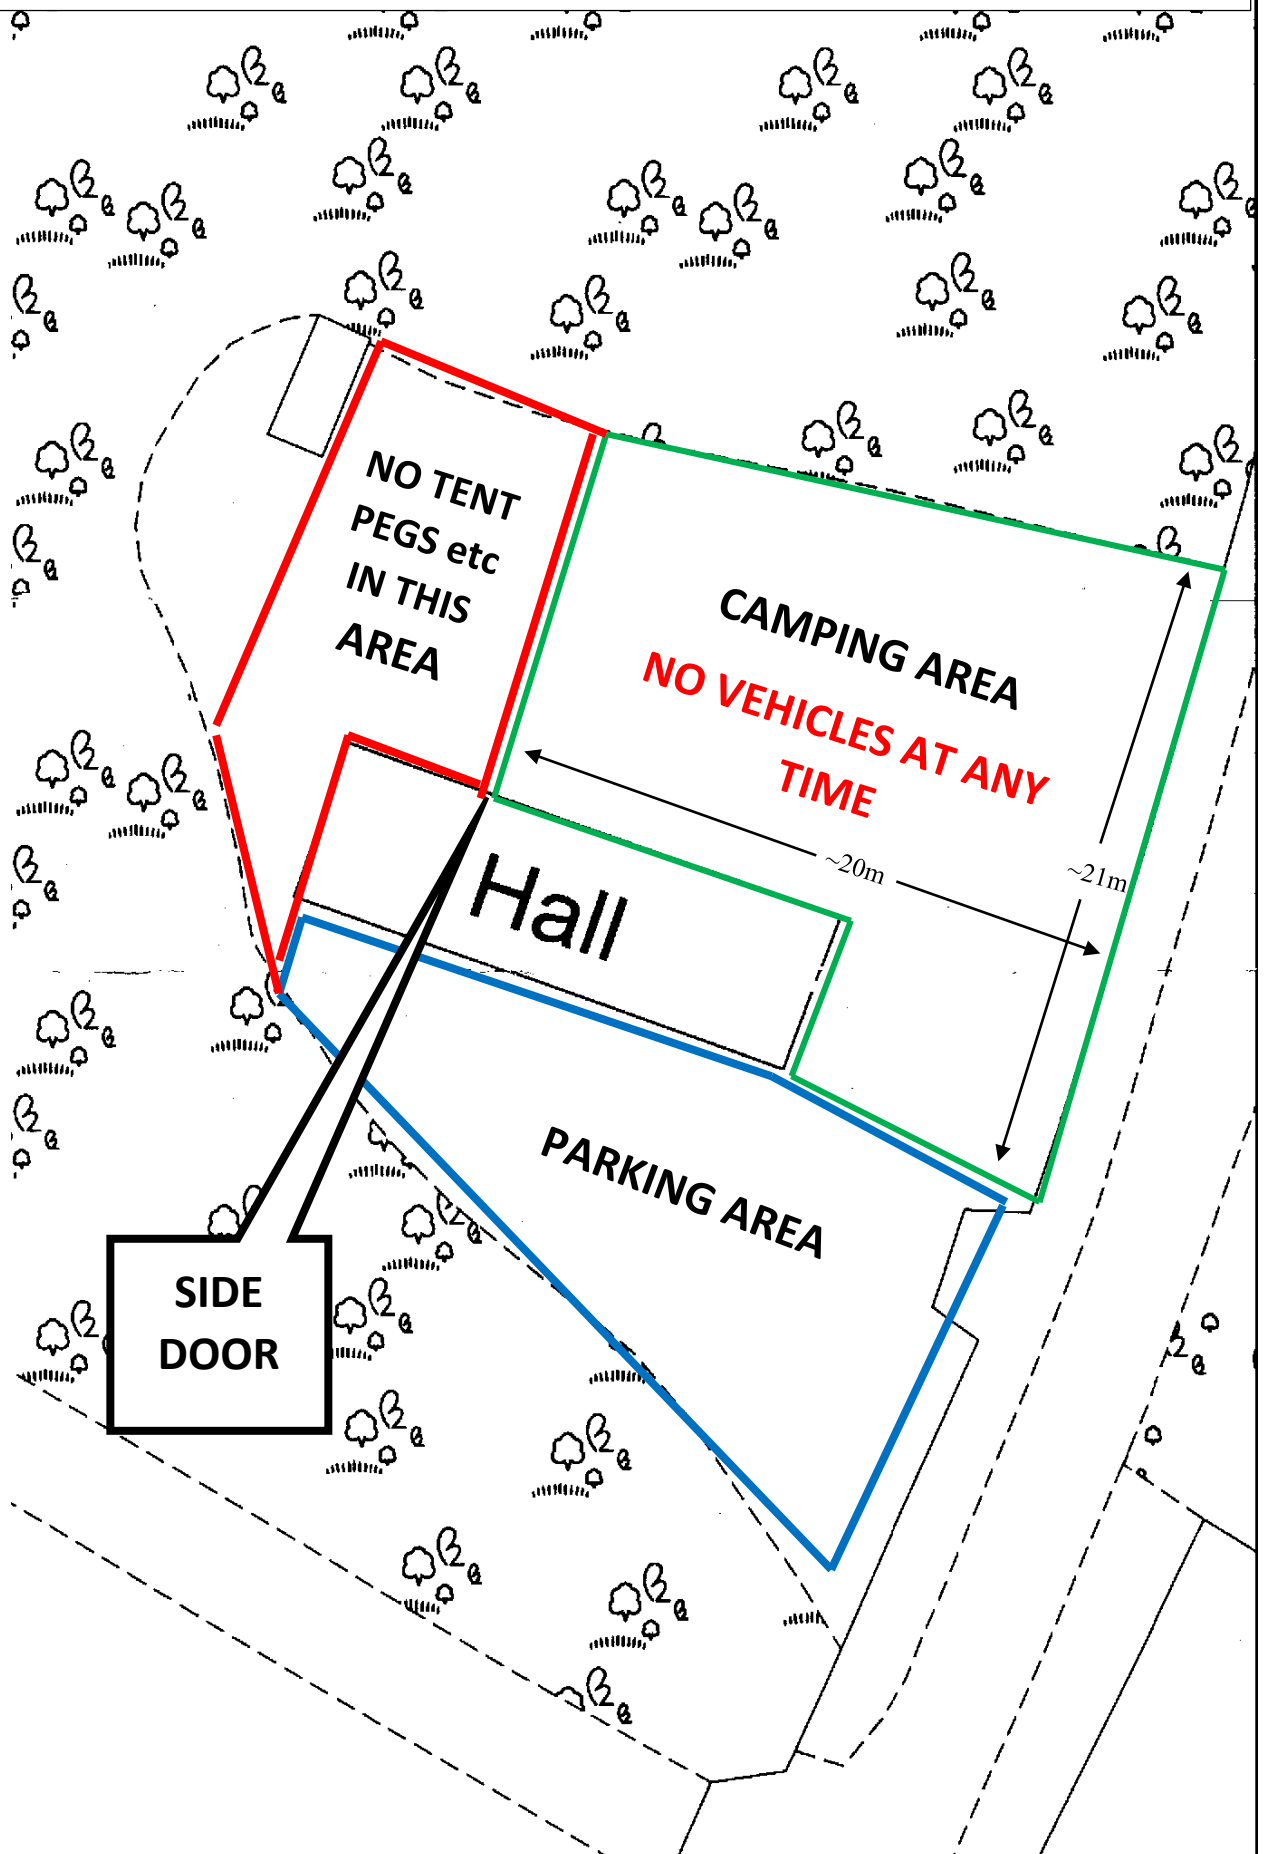 NO TENT
PEGS etc
IN THIS
AREA
CAMPING AREA
NO VEHICLES AT ANY
TIME
~20m
~21m
Hall
PARKING AREA
SIDE
DOOR